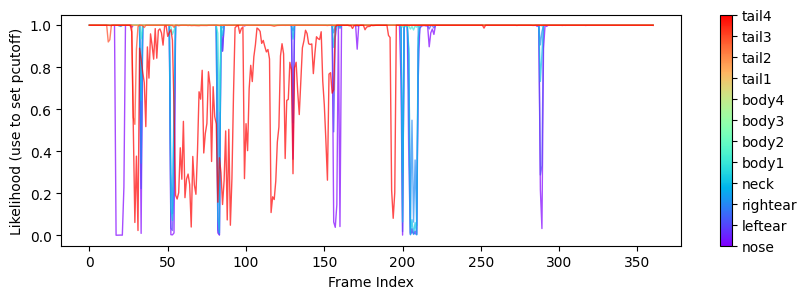 Likelihood (use to set pcutoff)
1.0
0.8
0.6
0.4
0.2
0.0
0
50
100
150
200
250
300
350
Frame Index
tail4
tail3
tail2
tail1
body4
body3
body2
body1
neck
rightear
leftear
nose